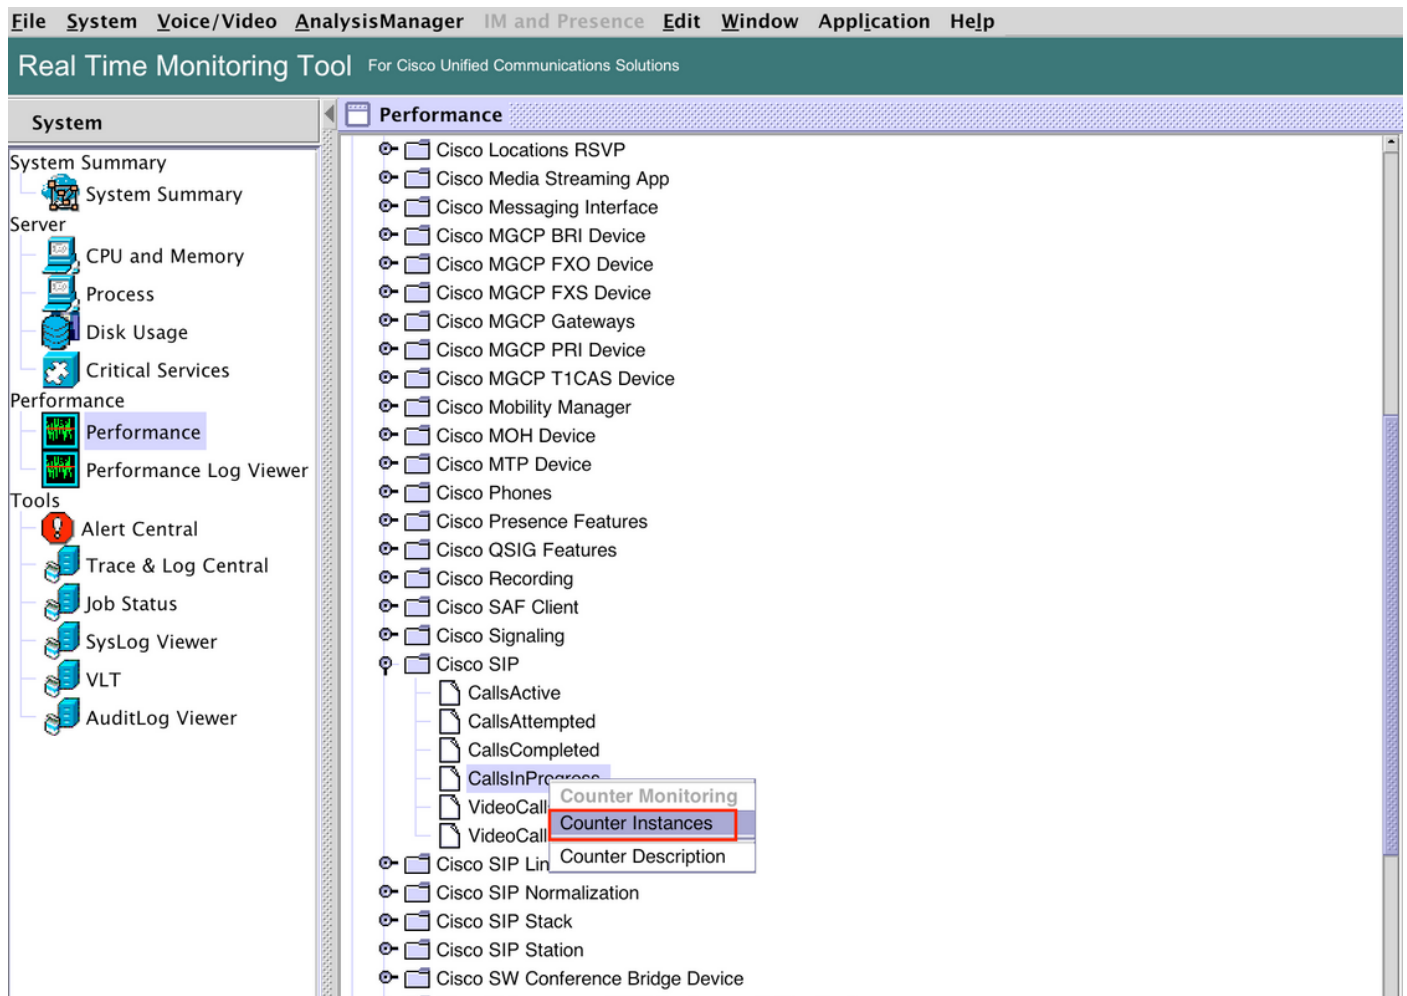 File System Voice/Video AnalysisManager IM and Presence Edit Window Application Help
Real Time Monitoring Tool For Cisco Unified Communications Solutions
System
System Summary
System Summary
Server
CPU and Memory
Process
Disk Usage
Critical Services
Performance
Performance
Performance Log Viewer
Tools
Alert Central
Trace & Log Central
Job Status
SysLog Viewer
VLT
AuditLog Viewer
Performance
Cisco Locations RSVP
Cisco Media Streaming App
Cisco Messaging Interface
Cisco MGCP BRI Device
Cisco MGCP FXO Device
Cisco MGCP FXS Device
Cisco MGCP Gateways
Cisco MGCP PRI Device
Cisco MGCP T1CAS Device
Cisco Mobility Manager
Cisco MOH Device
Cisco MTP Device
Cisco Phones
Cisco Presence Features
Cisco QSIG Features
Cisco Recording
Cisco SAF Client
Cisco Signaling
Cisco SIP
CallsActive
CallsAttempted
CallsCompleted
CallsInProgress
VideoCall
VideoCall
Cisco SIP Lin
Cisco SIP Normalization
Cisco SIP Stack
Cisco SIP Station
Cisco SW Conference Bridge Device
Counter Monitoring
Counter Instances
Counter Description